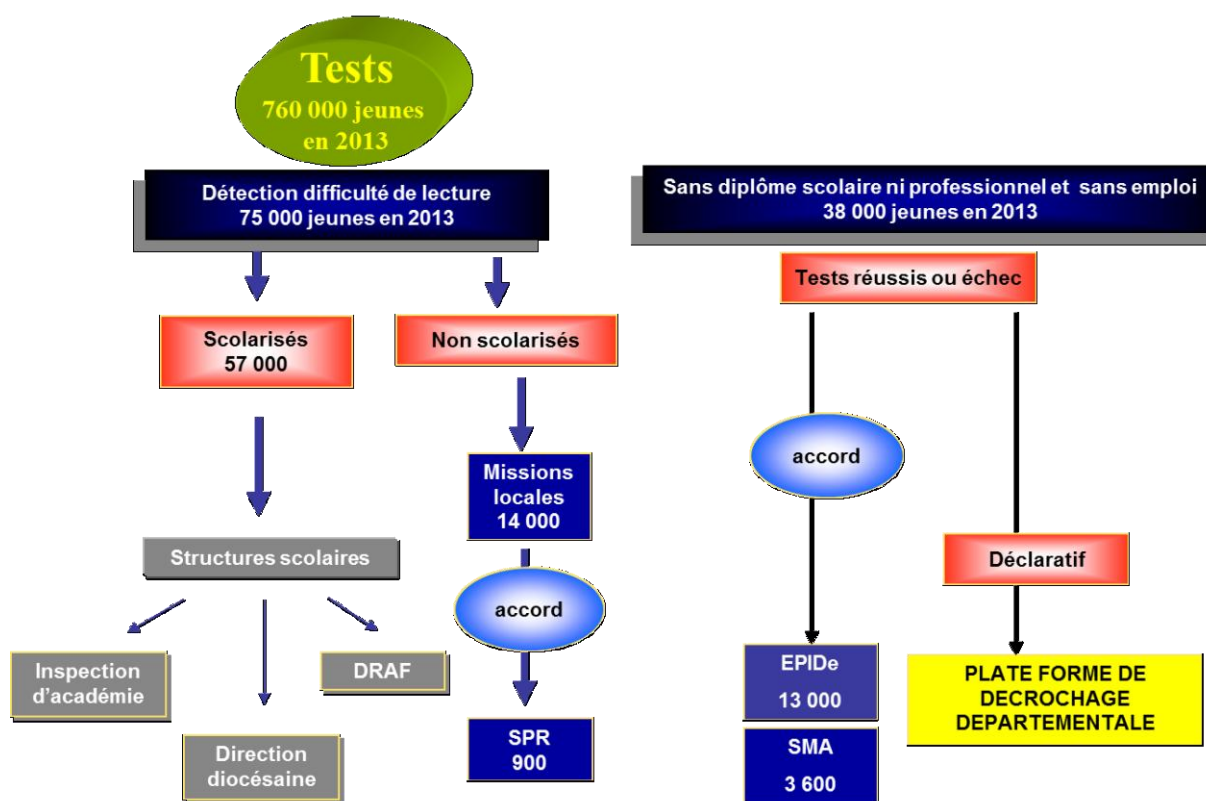 Tests
760 000 jeunes
en 2013
Détection difficulté de lecture
75 000 jeunes en 2013
Sans diplôme scolaire ni professionnel et sans emploi
38 000 jeunes en 2013
Tests réussis ou échec
Scolarisés
57 000
Non scolarisés
accord
Missions
locales
14 000
Structures scolaires
Déclaratif
accord
Inspection
d'académie
DRAF
EPIDe
13 000
PLATE FORME DE
DECROCHAGE
DEPARTEMENTALE
Direction
diocésaine
SPR
900
SMA
3 600